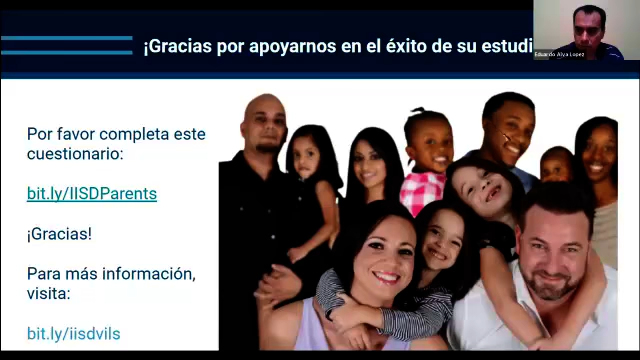 ¡Gracias por apoyarnos en el éxito de su estudi
Eduardo Alva Lopez
Por favor completa este
cuestionario:
bit.ly/IISDParents
¡Gracias!
Para más información,
visita:
bit.ly/iisdvils